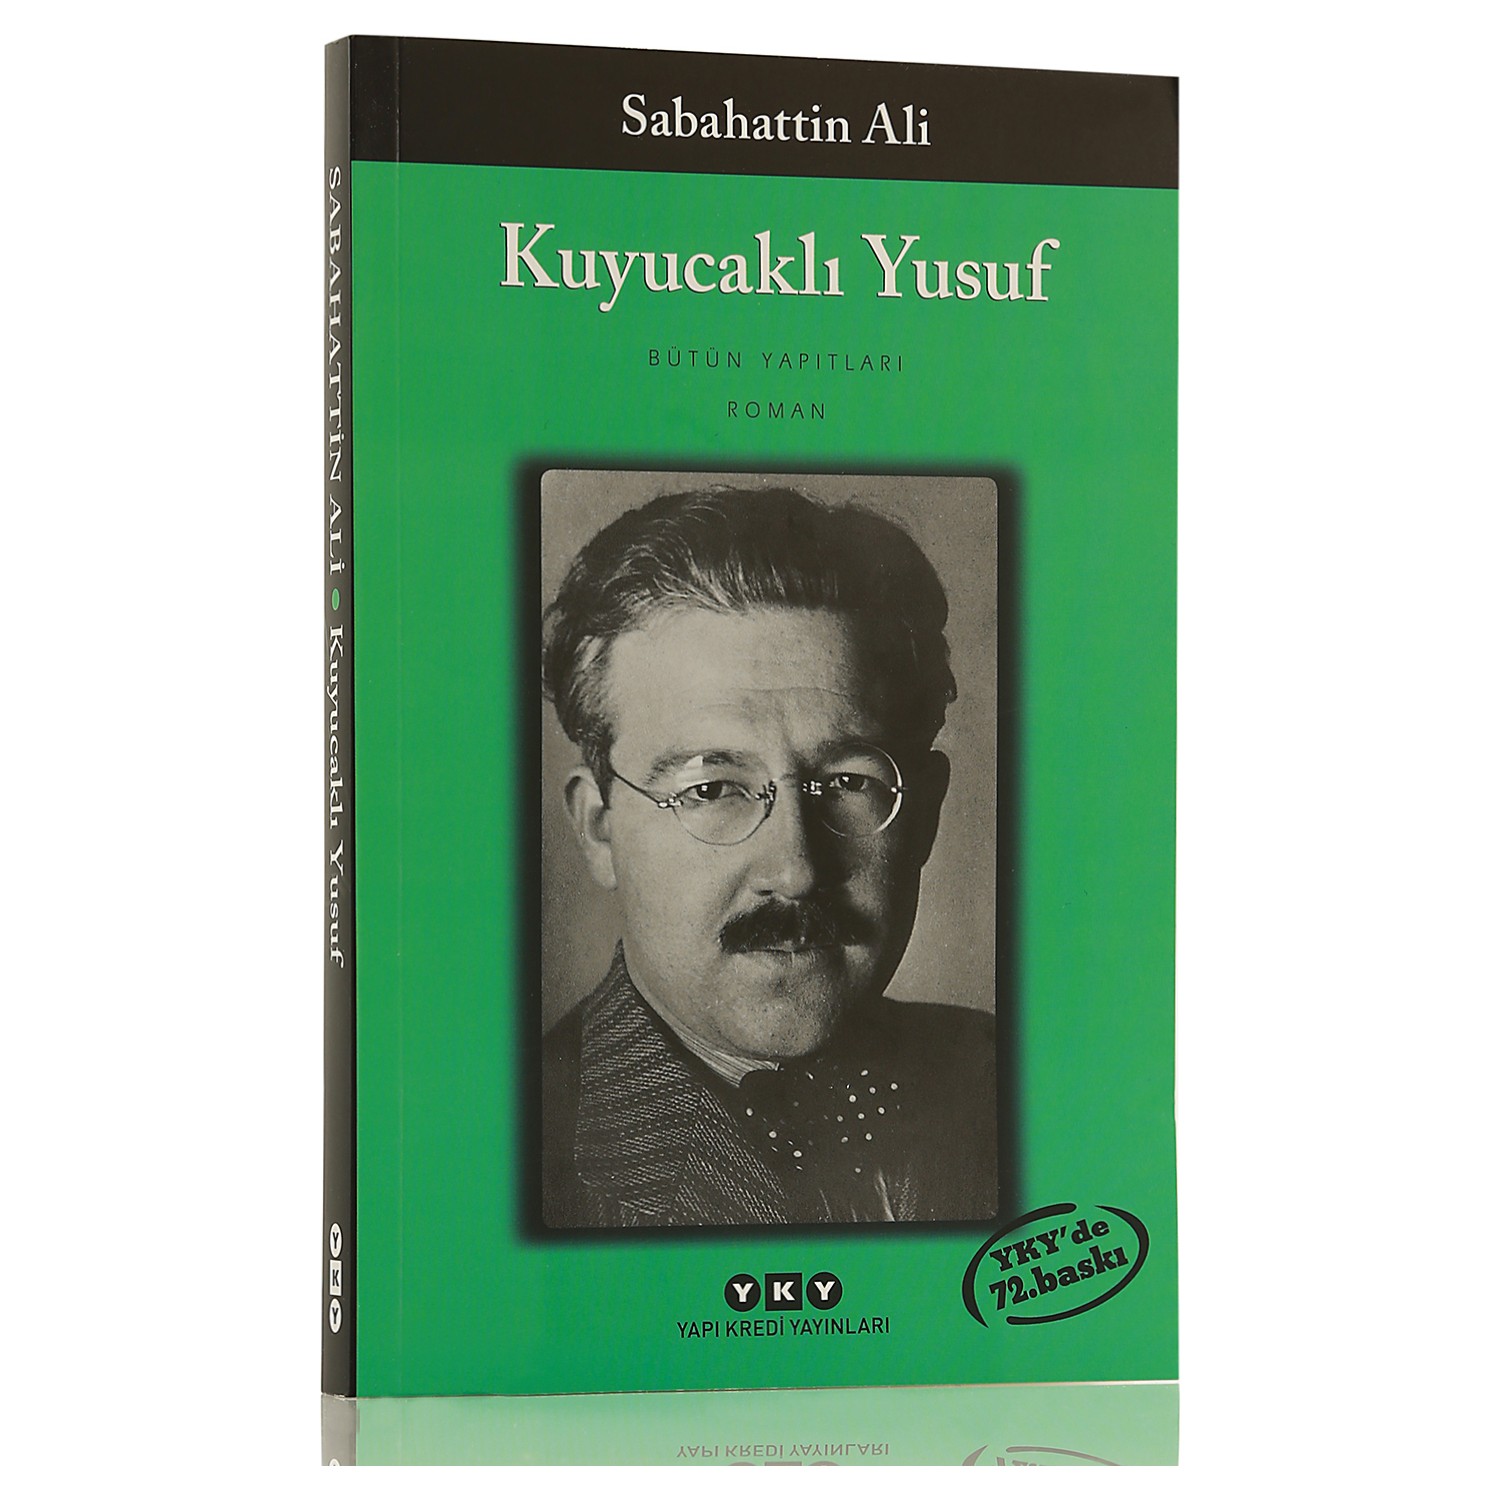 Sabahattin Ali
Kuyucaklı Yusuf
BÜTÜN YAPITLARI
ROMAN
YKY'de
72.baskı
YKY
YAPI KREDİ YAYINLARI
SABAHATTİN ALİ • Kuyucaklı Yusuf
YKY